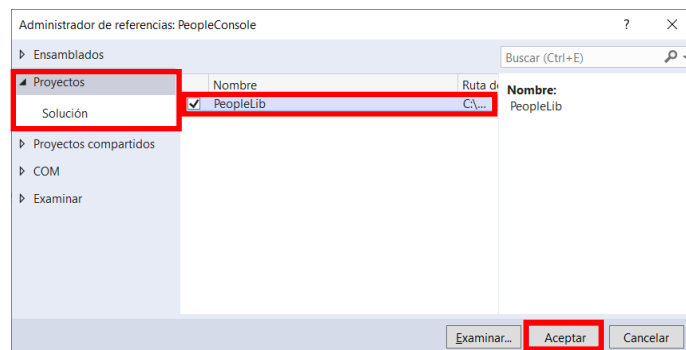 Administrador de referencias: PeopleConsole
Ensamblados
Buscar (Ctrl+E)
Proyectos
Solución
Proyectos compartidos
COM
Examinar
Nombre Ruta d
PeopleLib C:\...
Nombre:
PeopleLib
Examinar... Aceptar Cancelar